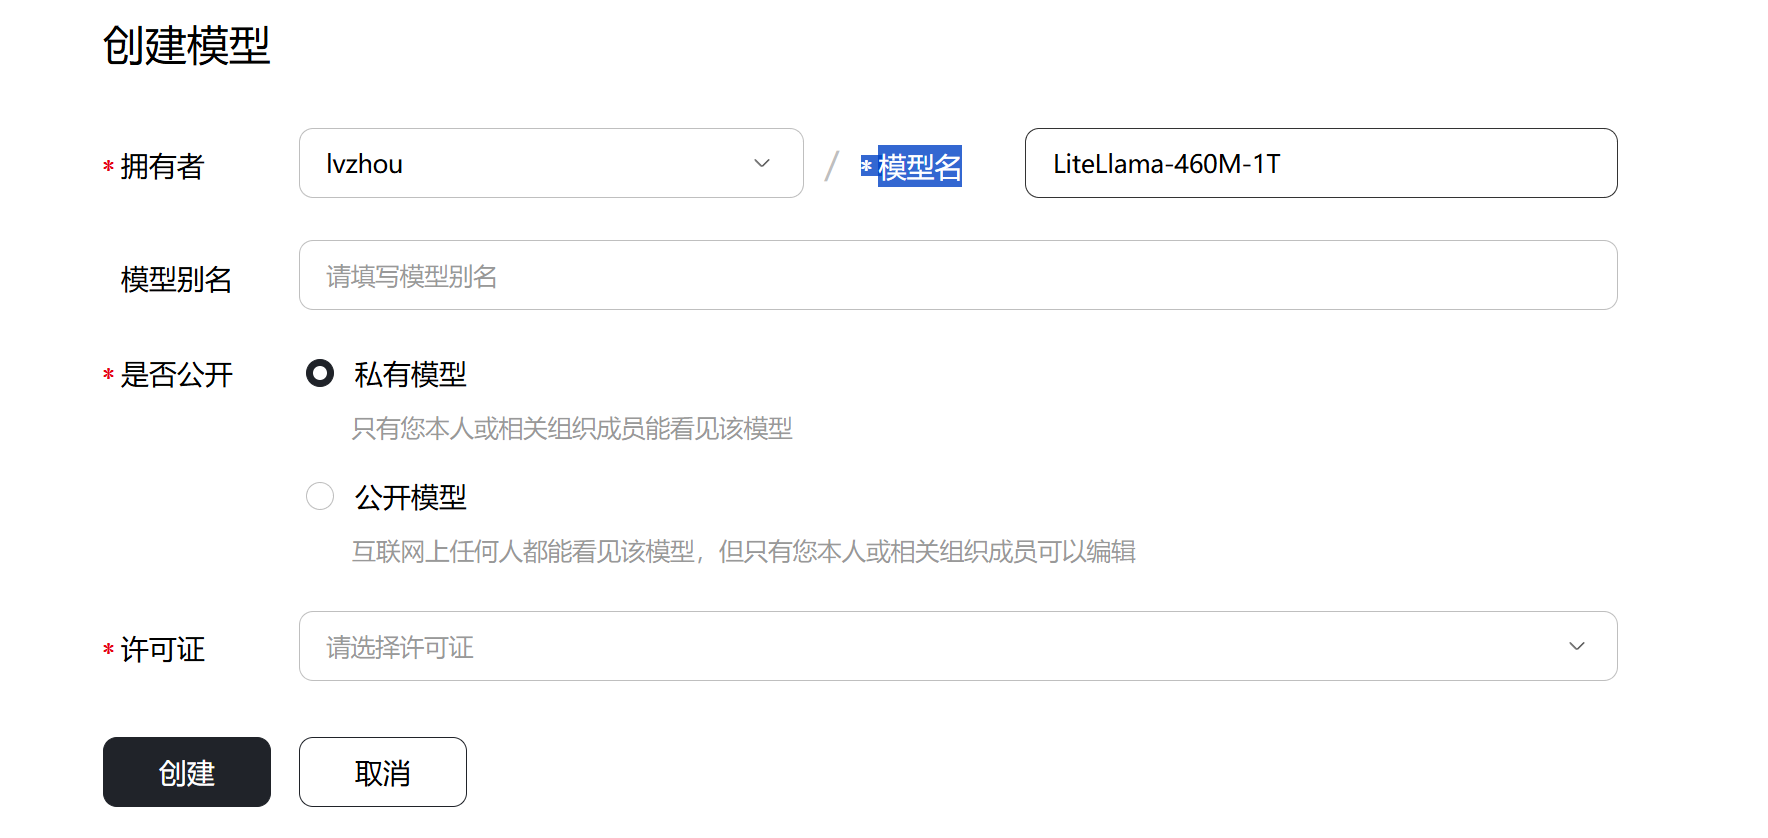 创建模型
* 拥有者 lvzhou / * 模型名 LiteLlama-460M-1T
模型别名 请填写模型别名
* 是否公开 私有模型
只有您本人或相关组织成员能看见该模型
公开模型
互联网上任何人都能看见该模型，但只有您本人或相关组织成员可以编辑
* 许可证 请选择许可证
创建 取消